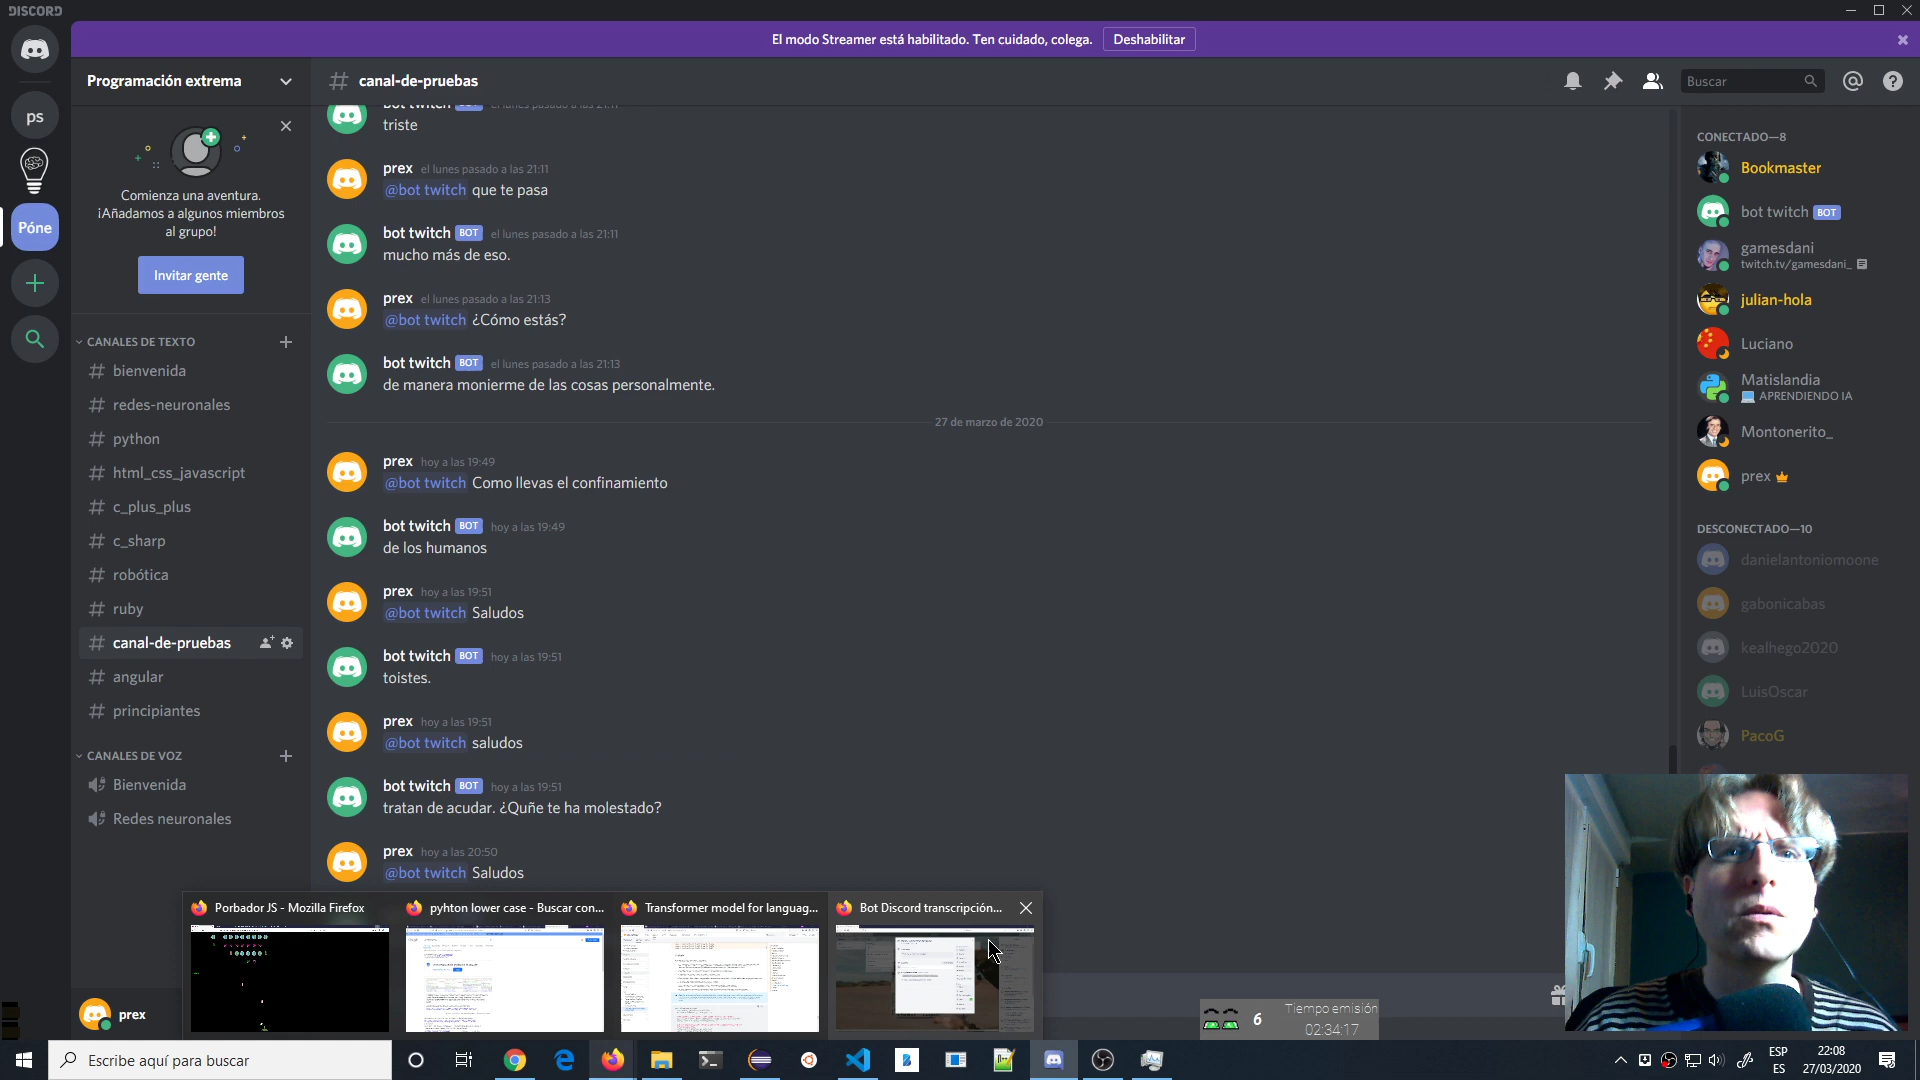 DISCORD
El modo Streamer está habilitado. Ten cuidado, colega.
Deshabilitar
Programación extrema
canal-de-pruebas
Buscar
ps
Póne
Comienza una aventura.
¡Añadamos a algunos miembros
al grupo!
Invitar gente
CANALES DE TEXTO
bienvenida
redes-neuronales
python
html_css_javascript
c_plus_plus
c_sharp
robótica
ruby
canal-de-pruebas
angular
principiantes
CANALES DE VOZ
Bienvenida
Redes neuronales
prex
bot twitch el lunes pasado a las 21:11
triste
prex el lunes pasado a las 21:11
@bot twitch que te pasa
bot twitch BOT el lunes pasado a las 21:11
mucho más de eso.
prex el lunes pasado a las 21:13
@bot twitch ¿Cómo estás?
bot twitch BOT el lunes pasado a las 21:13
de manera monierme de las cosas personalmente.
27 de marzo de 2020
prex hoy a las 19:49
@bot twitch Como llevas el confinamiento
bot twitch BOT hoy a las 19:49
de los humanos
prex hoy a las 19:51
@bot twitch Saludos
bot twitch BOT hoy a las 19:51
toistes.
prex hoy a las 19:51
@bot twitch saludos
bot twitch BOT hoy a las 19:51
tratan de acudar. ¿Quñe te ha molestado?
prex hoy a las 20:50
@bot twitch Saludos
CONECTADO—8
Bookmaster
bot twitch BOT
gamesdani
twitch.tv/gamesdani_
julian-hola
Luciano
Matislandia
APRENDIENDO IA
Montonerito_
prex
DESCONECTADO—10
danielantoniomoone
gabonicabas
kealhego2020
LuisOscar
PacoG
Porbador JS - Mozilla Firefox
pyhton lower case - Buscar con...
Transformer model for languag...
Bot Discord transcripción...
6
Tiempo emisión
02:34:17
Escribe aquí para buscar
ESP
ES
22:08
27/03/2020